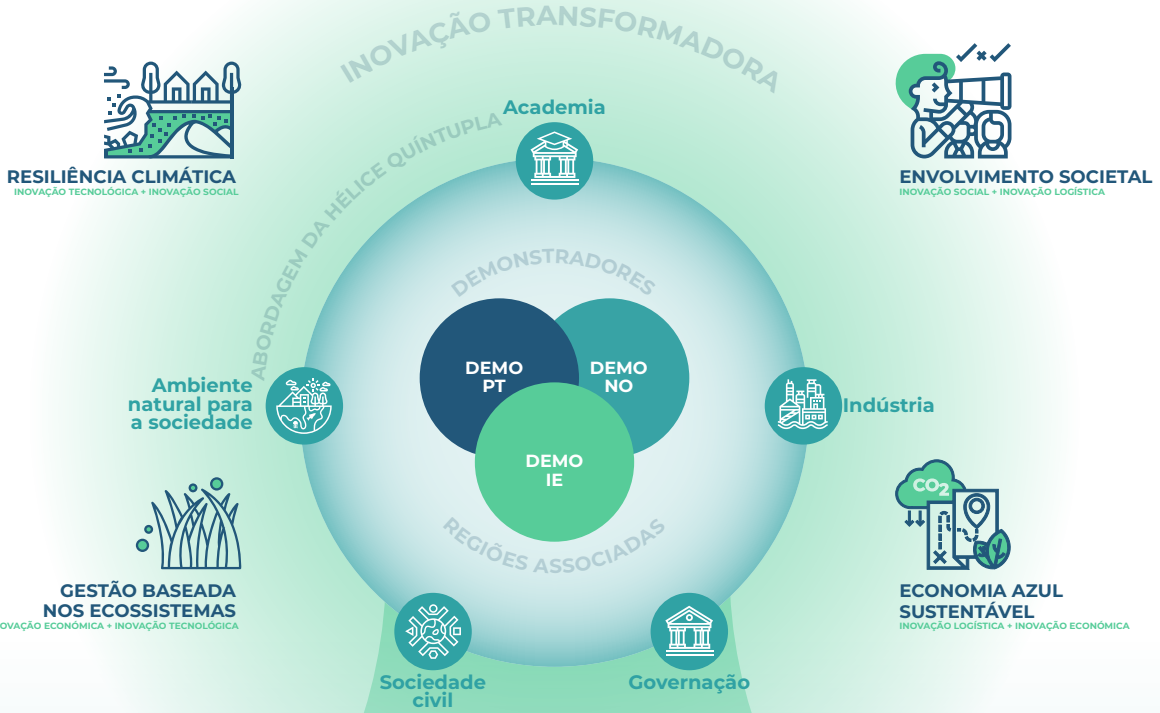 INOVAÇÃO TRANSFORMADORA
ABORDAGEM DA HÉLICE QUÍNTUPLA
Academia
RESILIÊNCIA CLIMÁTICA
INOVAÇÃO TECNOLÓGICA + INOVAÇÃO SOCIAL
ENVOLVIMENTO SOCIETAL
INOVAÇÃO SOCIAL + INOVAÇÃO LOGÍSTICA
DEMONSTRADORES
DEMO
PT
DEMO
NO
DEMO
IE
REGIÕES ASSOCIADAS
Ambiente
natural para
a sociedade
Indústria
GESTÃO BASEADA
NOS ECOSSISTEMAS
OVAÇÃO ECONÓMICA + INOVAÇÃO TECNOLÓGICA
CO2
ECONOMIA AZUL
SUSTENTÁVEL
INOVAÇÃO LOGÍSTICA + INOVAÇÃO ECONÓMICA
Sociedade
civil
Governação